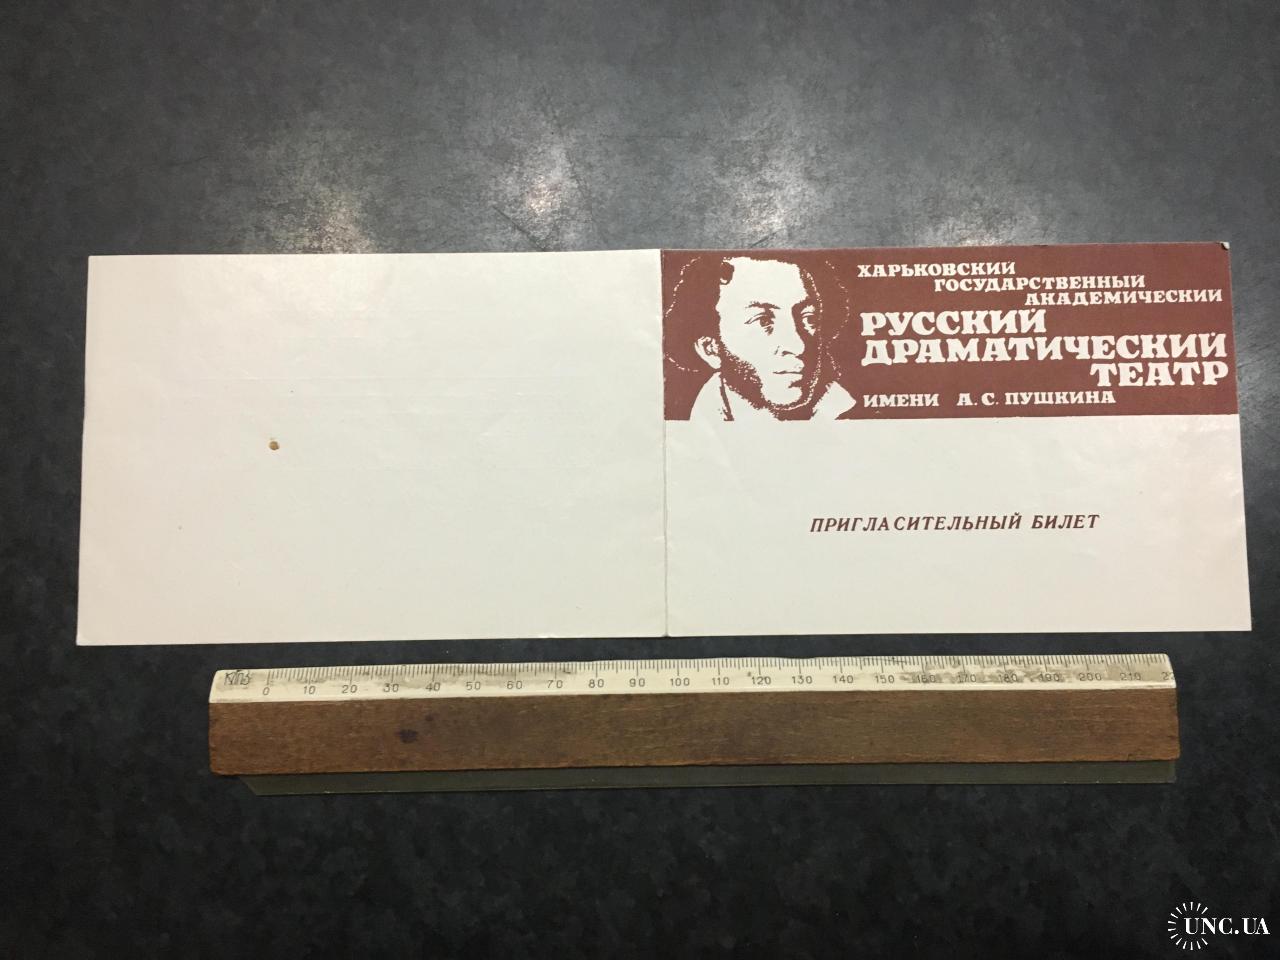 ХАРЬКОВСКИЙ
ГОСУДАРСТВЕННЫЙ
АКАДЕМИЧЕСКИЙ
РУССКИЙ
ДРАМАТИЧЕСКИЙ
ТЕАТР
ИМЕНИ А. С. ПУШКИНА
ПРИГЛАСИТЕЛЬНЫЙ БИЛЕТ
0 10 20 30 40 50 60 70 80 90 100 110 120 130 140 150 160 170 180 190 200 210
UNC.UA